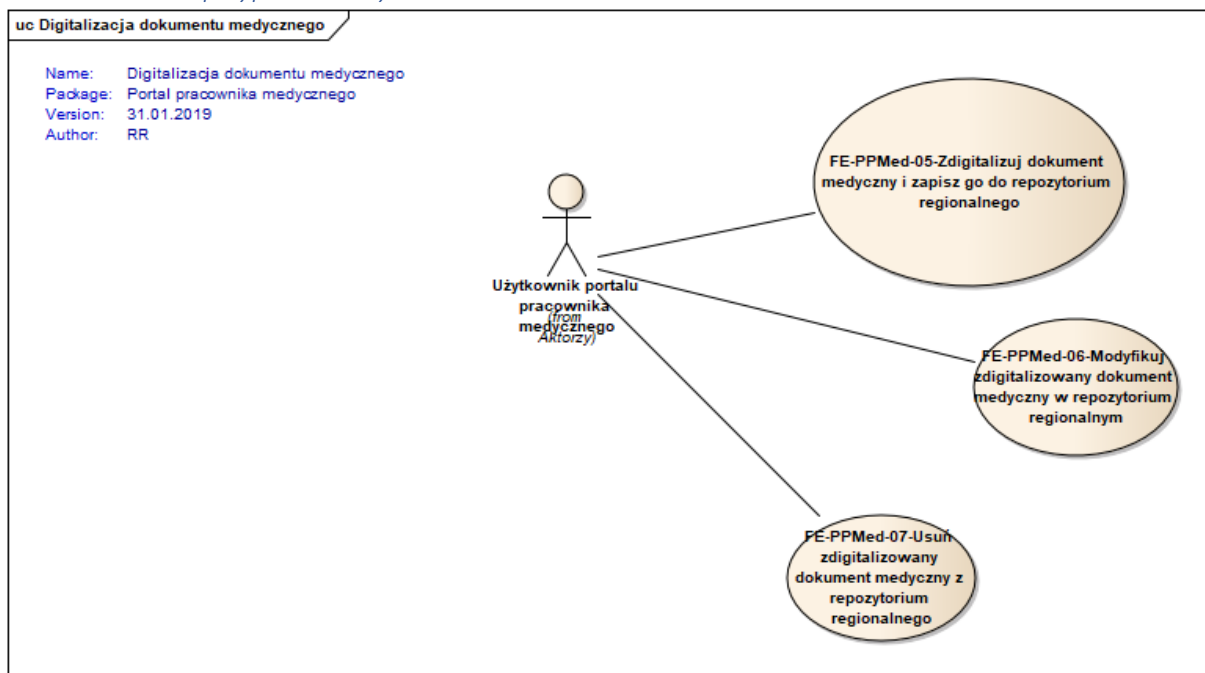 uc Digitalizacja dokumentu medycznego
Name: Digitalizacja dokumentu medycznego
Package: Portal pracownika medycznego
Version: 31.01.2019
Author: RR
FE-PPMed-05-Zdigitalizuj dokument
medyczny i zapisz go do repozytorium
regionalnego
Użytkownik portalu
pracownika
medycznego
(from
Aktorzy)
FE-PPMed-06-Modyfikuj
zdigitalizowany dokument
medyczny w repozytorium
regionalnym
FE-PPMed-07-Usuń
zdigitalizowany
dokument medyczny z
repozytorium
regionalnego